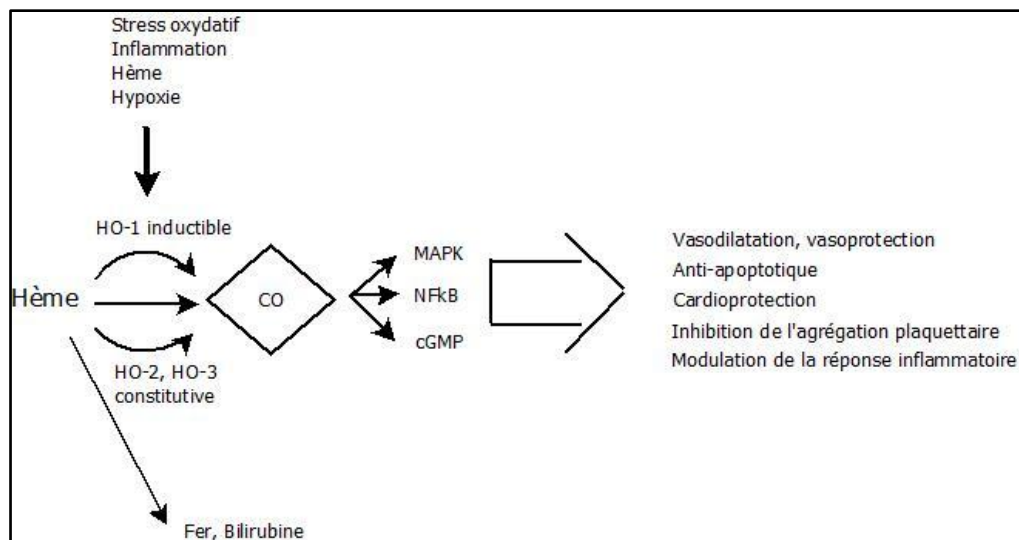 Stress oxydatif
Inflammation
Hème
Hypoxie
HO-1 inductible
Hème
HO-2, HO-3
constitutive
Fer, Bilirubine
CO
MAPK
NFkB
cGMP
Vasodilatation, vasoprotection
Anti-apoptotique
Cardioprotection
Inhibition de l'agrégation plaquettaire
Modulation de la réponse inflammatoire